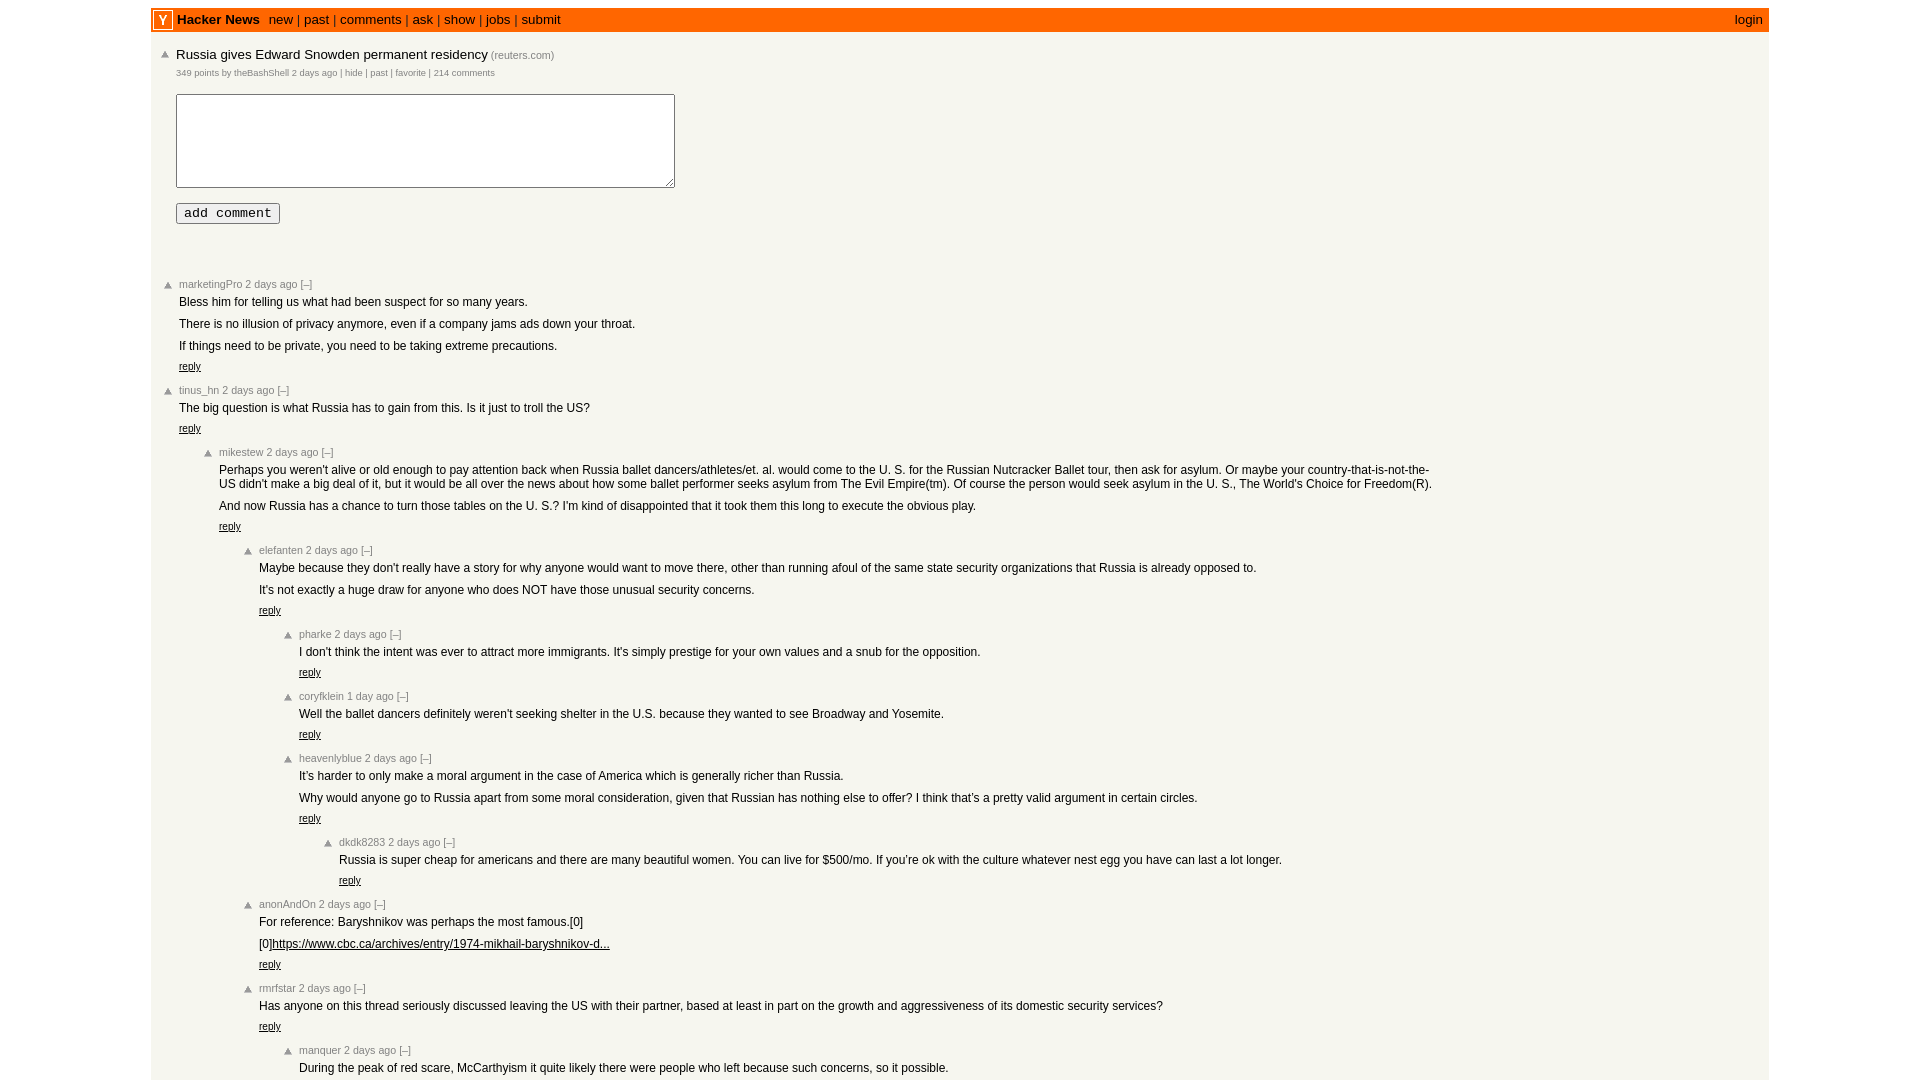 Y Hacker News new | past | comments | ask | show | jobs | submit login
Russia gives Edward Snowden permanent residency (reuters.com)
349 points by theBashShell 2 days ago | hide | past | favorite | 214 comments
add comment
marketingPro 2 days ago [–]
Bless him for telling us what had been suspect for so many years.
There is no illusion of privacy anymore, even if a company jams ads down your throat.
If things need to be private, you need to be taking extreme precautions.
reply
tinus_hn 2 days ago [–]
The big question is what Russia has to gain from this. Is it just to troll the US?
reply
mikestew 2 days ago [–]
Perhaps you weren't alive or old enough to pay attention back when Russia ballet dancers/athletes/et. al. would come to the U. S. for the Russian Nutcracker Ballet tour, then ask for asylum. Or maybe your country-that-is-not-the-
US didn't make a big deal of it, but it would be all over the news about how some ballet performer seeks asylum from The Evil Empire(tm). Of course the person would seek asylum in the U. S., The World's Choice for Freedom(R).
And now Russia has a chance to turn those tables on the U. S.? I'm kind of disappointed that it took them this long to execute the obvious play.
reply
elefanten 2 days ago [–]
Maybe because they don't really have a story for why anyone would want to move there, other than running afoul of the same state security organizations that Russia is already opposed to.
It's not exactly a huge draw for anyone who does NOT have those unusual security concerns.
reply
pharke 2 days ago [–]
I don't think the intent was ever to attract more immigrants. It's simply prestige for your own values and a snub for the opposition.
reply
coryfklein 1 day ago [–]
Well the ballet dancers definitely weren't seeking shelter in the U.S. because they wanted to see Broadway and Yosemite.
reply
heavenlyblue 2 days ago [–]
It’s harder to only make a moral argument in the case of America which is generally richer than Russia.
Why would anyone go to Russia apart from some moral consideration, given that Russian has nothing else to offer? I think that’s a pretty valid argument in certain circles.
reply
dkdk8283 2 days ago [–]
Russia is super cheap for americans and there are many beautiful women. You can live for $500/mo. If you’re ok with the culture whatever nest egg you have can last a lot longer.
reply
anonAndOn 2 days ago [–]
For reference: Baryshnikov was perhaps the most famous.[0]
[0]https://www.cbc.ca/archives/entry/1974-mikhail-baryshnikov-d...
reply
rmrfstar 2 days ago [–]
Has anyone on this thread seriously discussed leaving the US with their partner, based at least in part on the growth and aggressiveness of its domestic security services?
reply
manquer 2 days ago [–]
During the peak of red scare, McCarthyism it quite likely there were people who left because such concerns, so it possible.